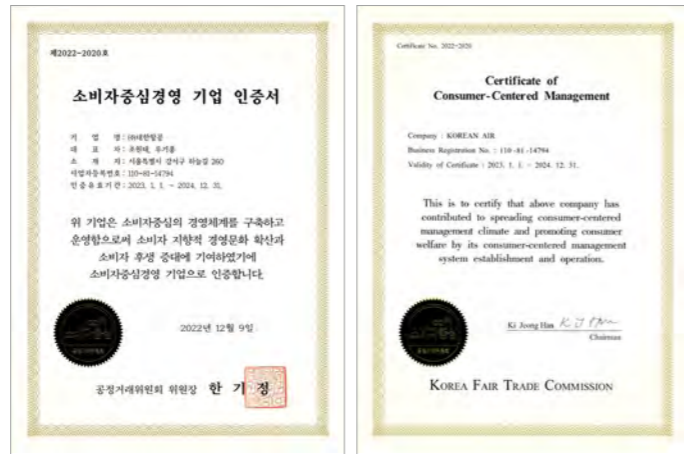 제2022-2020호
소비자중심경영 기업 인증서
기 업 명 : ㈜대한항공
대 표 자 : 조원태, 우기홍
소 재 지 : 서울특별시 강서구 하늘길 260
사업자등록번호 : 110-81-14794
인증유효기간 : 2023. 1. 1. ~ 2024. 12. 31.
위 기업은 소비자중심의 경영체계를 구축하고
운영함으로써 소비자 지향적 경영문화 확산과
소비자 후생 증대에 기여하였기에
소비자중심경영 기업으로 인증합니다.
2022년 12월 9일
공정거래위원회 위원장 한 기 정
Certificate No. 2022-2020
Certificate of
Consumer-Centered Management
Company : KOREAN AIR
Business Registration No. : 110-81-14794
Validity of Certificate : 2023. 1. 1. - 2024. 12. 31.
This is to certify that above company has
contributed to spreading consumer-centered
management climate and promoting consumer
welfare by its consumer-centered management
system establishment and operation.
Ki Jeong Han
Chairman
KOREA FAIR TRADE COMMISSION